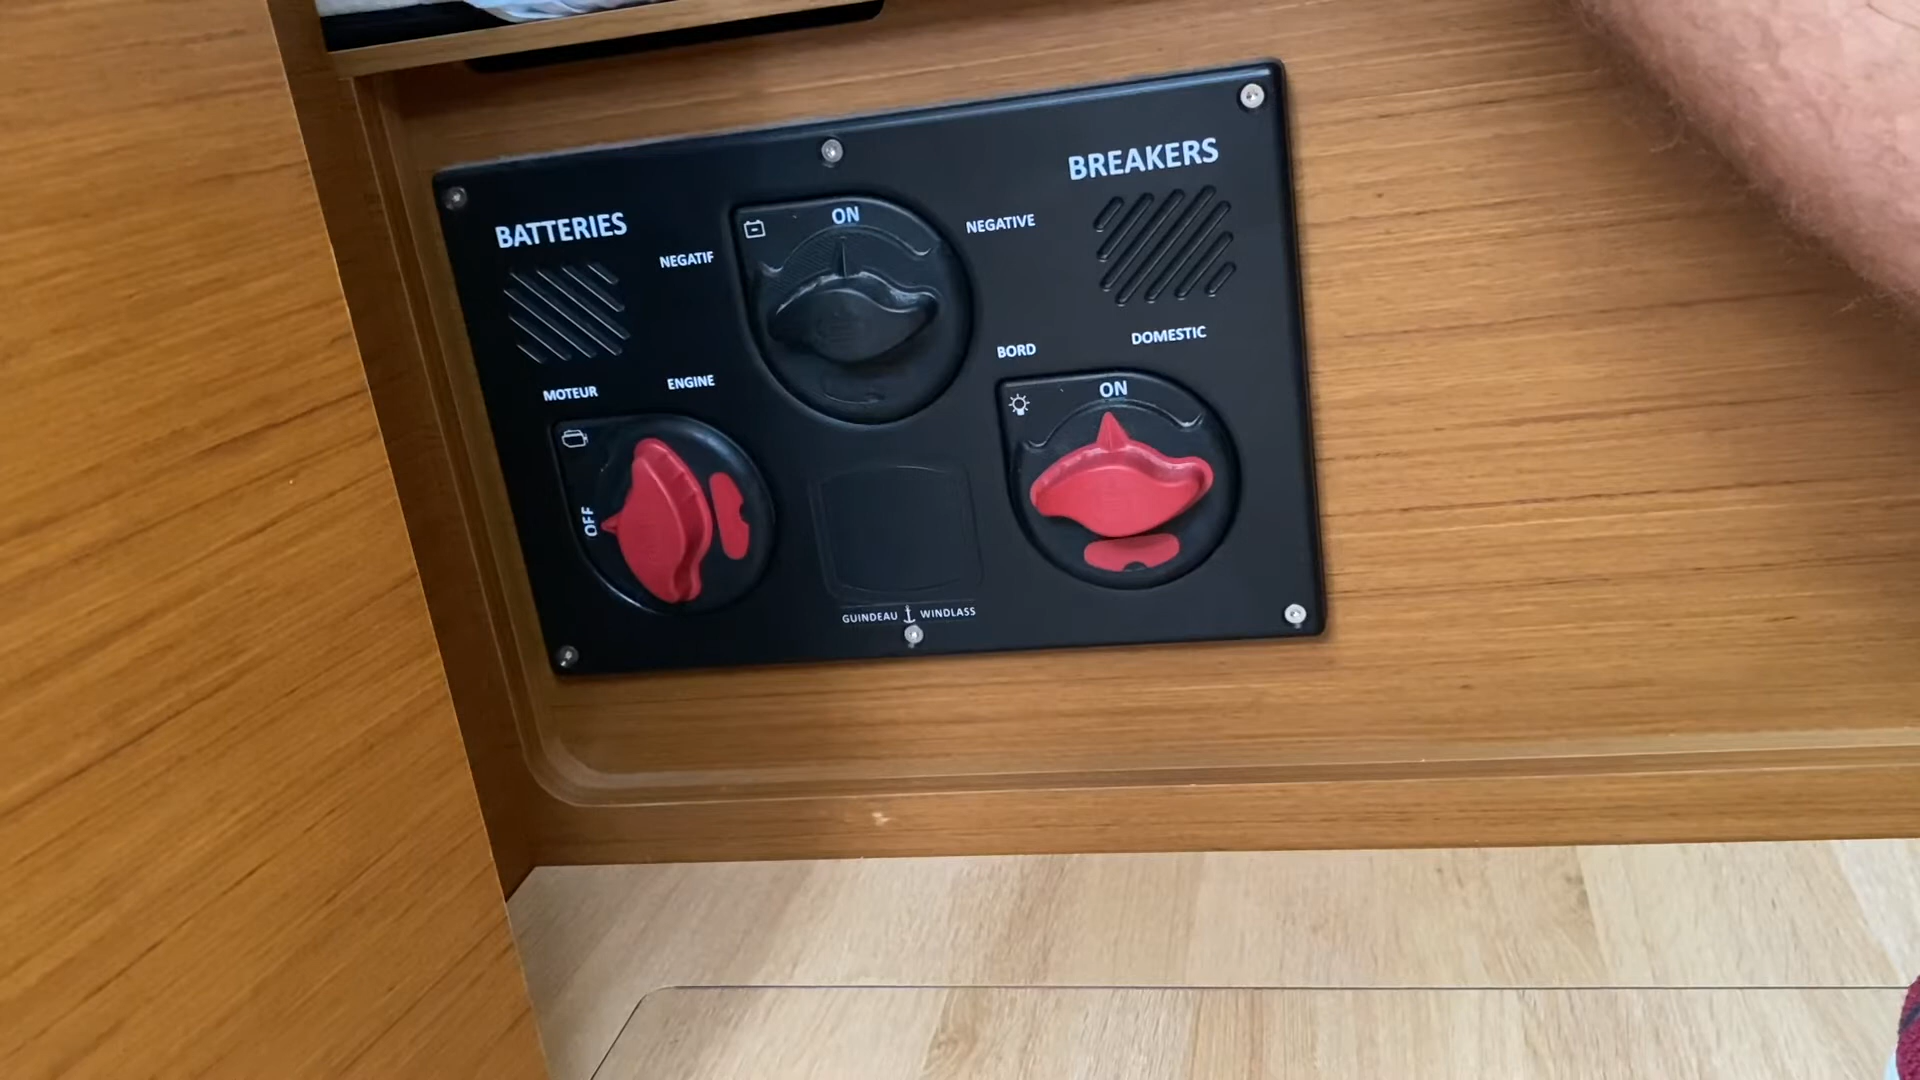 BATTERIES
BREAKERS
NEGATIF
ON
NEGATIVE
MOTEUR
ENGINE
BORD
DOMESTIC
OFF
ON
GUINDEAU
WINDLASS